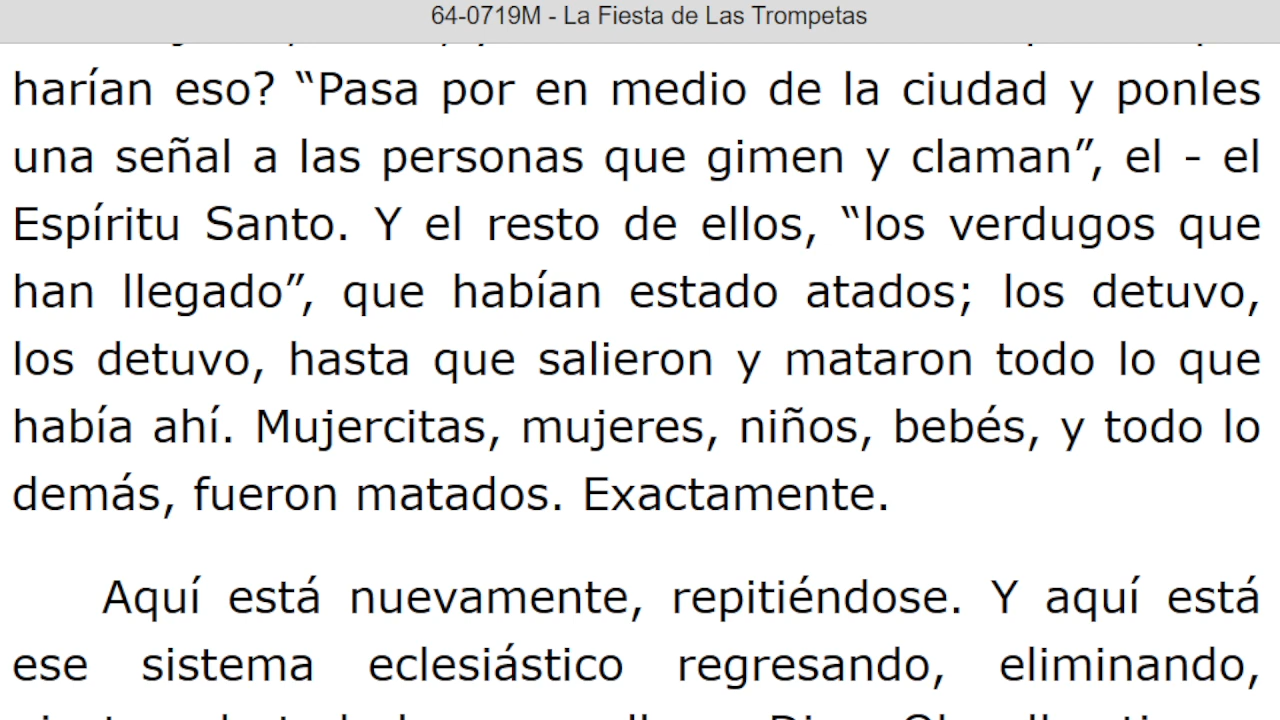 64-0719M - La Fiesta de Las Trompetas
harían eso? “Pasa por en medio de la ciudad y ponles
una señal a las personas que gimen y claman”, el - el
Espíritu Santo. Y el resto de ellos, “los verdugos que
han llegado”, que habían estado atados; los detuvo,
los detuvo, hasta que salieron y mataron todo lo que
había ahí. Mujercitas, mujeres, niños, bebés, y todo lo
demás, fueron matados. Exactamente.
Aquí está nuevamente, repitiéndose. Y aquí está
ese sistema eclesiástico regresando, eliminando,